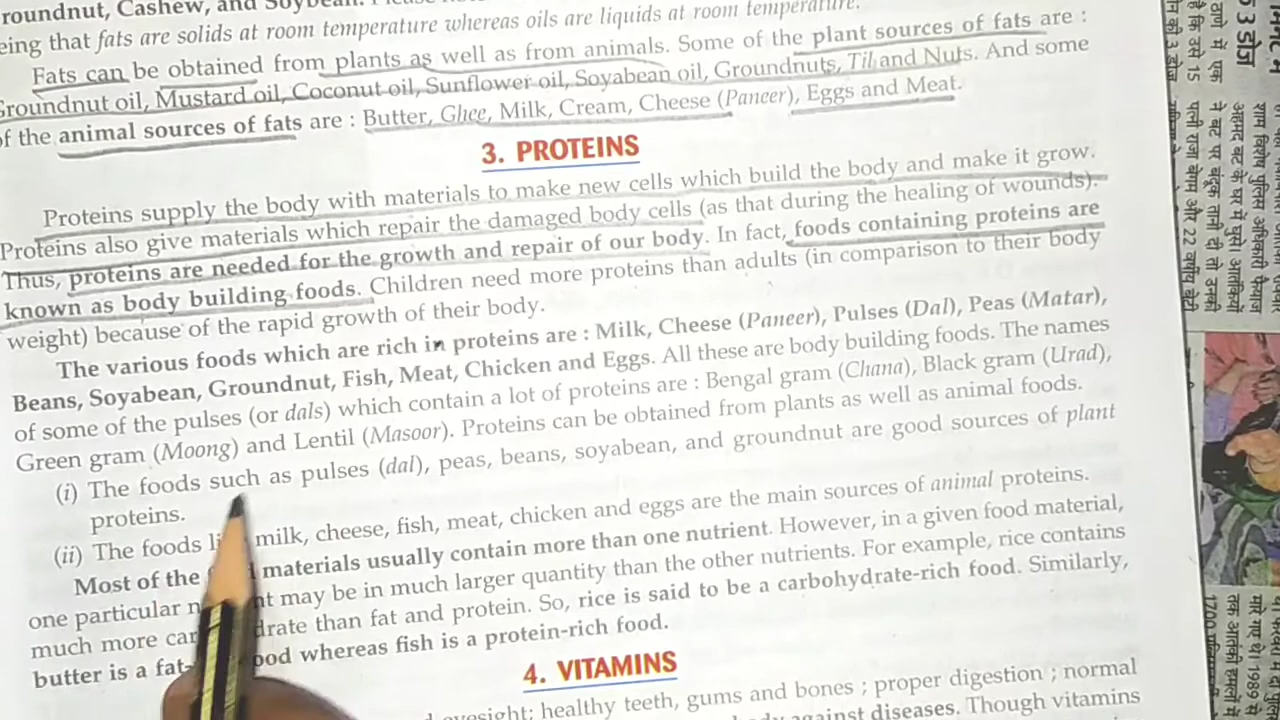 roundnut, Cashew, and Soybean.
eing that fats are solids at room temperature whereas oils are liquids at room temperature.
Fats can be obtained from plants as well as from animals. Some of the plant sources of fats are :
Groundnut oil, Mustard oil, Coconut oil, Sunflower oil, Soyabean oil, Groundnuts, Til and Nuts. And some
of the animal sources of fats are : Butter, Ghee, Milk, Cream, Cheese (Paneer), Eggs and Meat.
3. PROTEINS
Proteins supply the body with materials to make new cells which build the body and make it grow.
Proteins also give materials which repair the damaged body cells (as that during the healing of wounds).
Thus, proteins are needed for the growth and repair of our body. In fact, foods containing proteins are
known as body building foods. Children need more proteins than adults (in comparison to their body
weight) because of the rapid growth of their body.
The various foods which are rich in proteins are : Milk, Cheese (Paneer), Pulses (Dal), Peas (Matar),
Beans, Soyabean, Groundnut, Fish, Meat, Chicken and Eggs. All these are body building foods. The names
of some of the pulses (or dals) which contain a lot of proteins are : Bengal gram (Chana), Black gram (Urad),
Green gram (Moong) and Lentil (Masoor). Proteins can be obtained from plants as well as animal foods.
(i) The foods such as pulses (dal), peas, beans, soyabean, and groundnut are good sources of plant
proteins.
(ii) The foods li milk, cheese, fish, meat, chicken and eggs are the main sources of animal proteins.
Most of the materials usually contain more than one nutrient. However, in a given food material,
one particular n nt may be in much larger quantity than the other nutrients. For example, rice contains
much more car drate than fat and protein. So, rice is said to be a carbohydrate-rich food. Similarly,
butter is a fat- ood whereas fish is a protein-rich food.
4. VITAMINS
eyesight; healthy teeth, gums and bones ; proper digestion ; normal
against diseases. Though vitamins